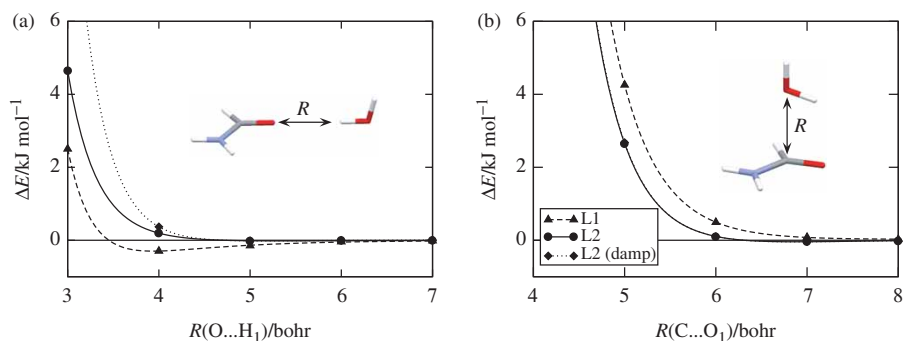 (a)
6
4
2
0
ΔE/kJ mol⁻¹
R
3 4 5 6 7
R(O...H₁)/bohr
(b)
6
4
2
0
ΔE/kJ mol⁻¹
R
L1
L2
L2 (damp)
4 5 6 7 8
R(C...O₁)/bohr